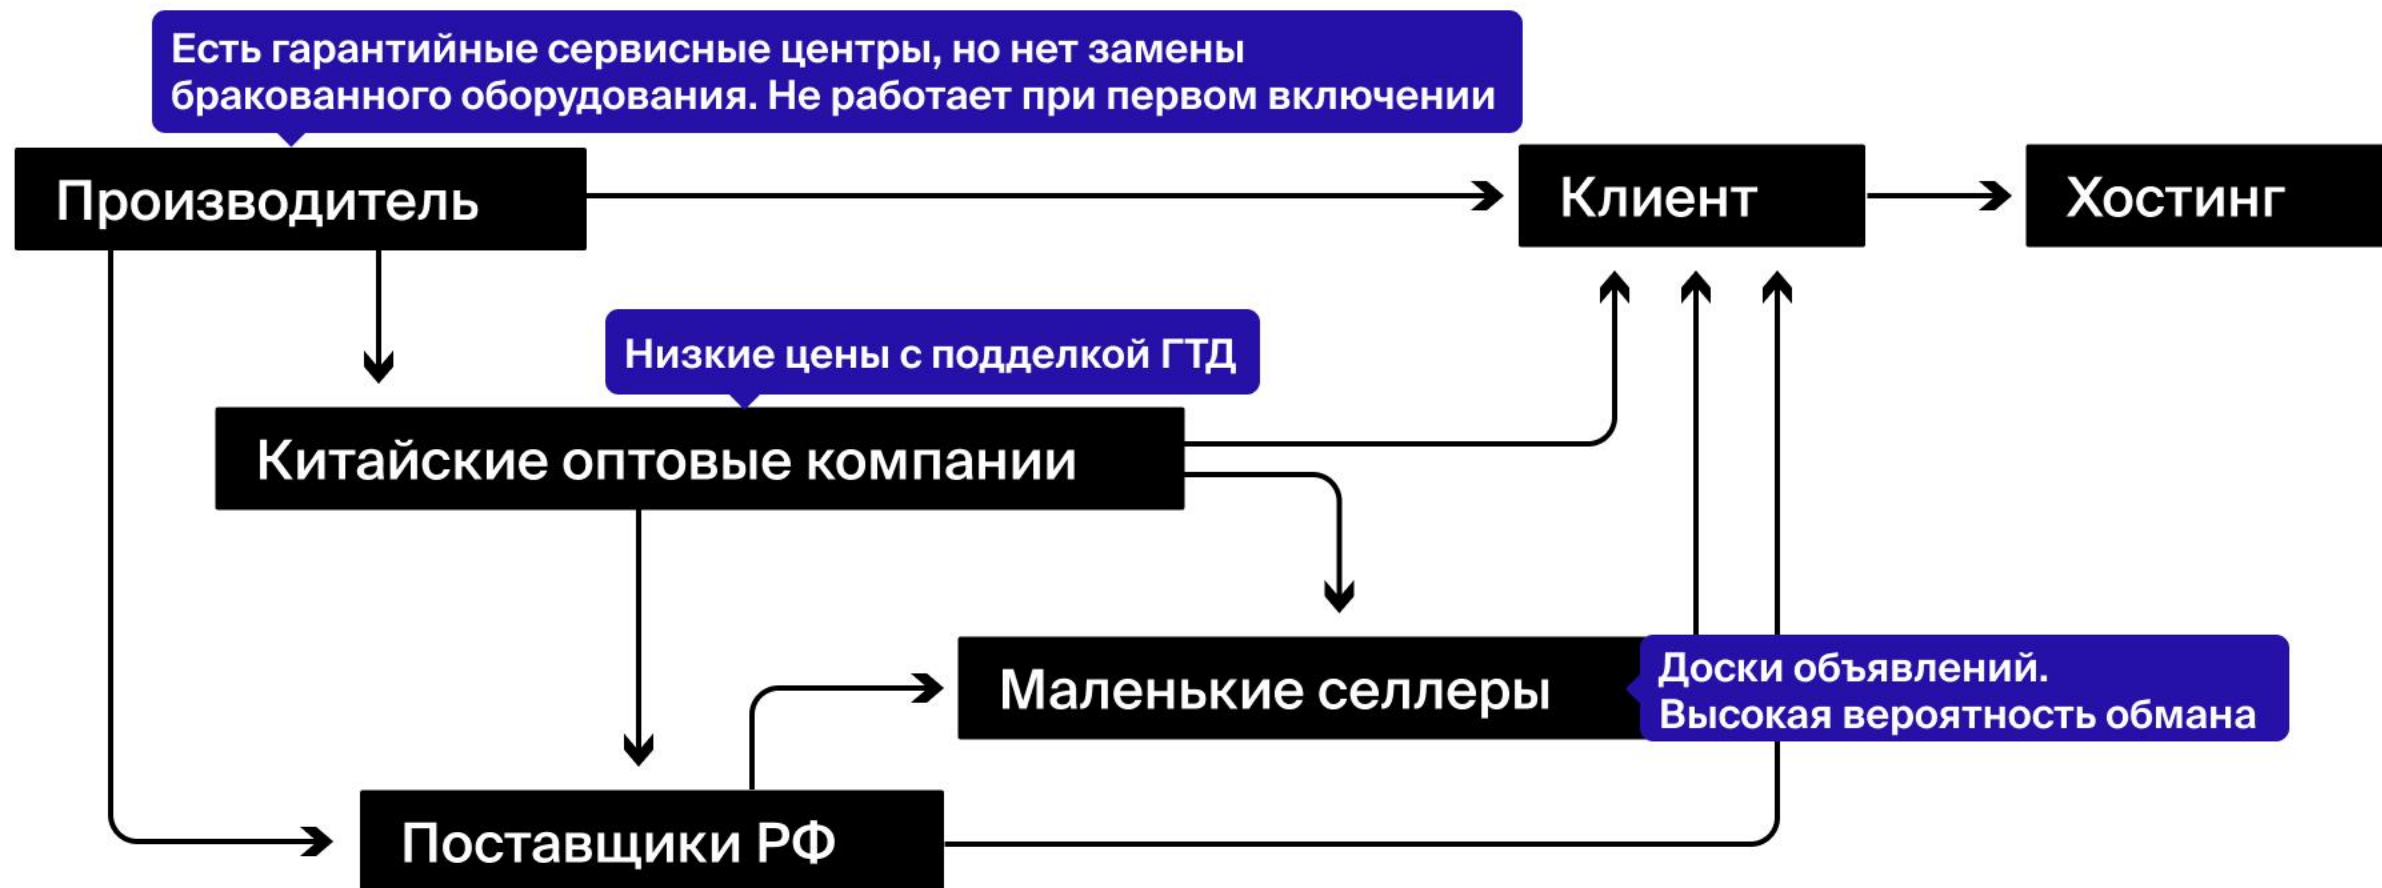 Есть гарантийные сервисные центры, но нет замены
бракованного оборудования. Не работает при первом включении
Производитель
Клиент
Хостинг
Низкие цены с подделкой ГТД
Китайские оптовые компании
Маленькие селлеры
Доски объявлений.
Высокая вероятность обмана
Поставщики РФ